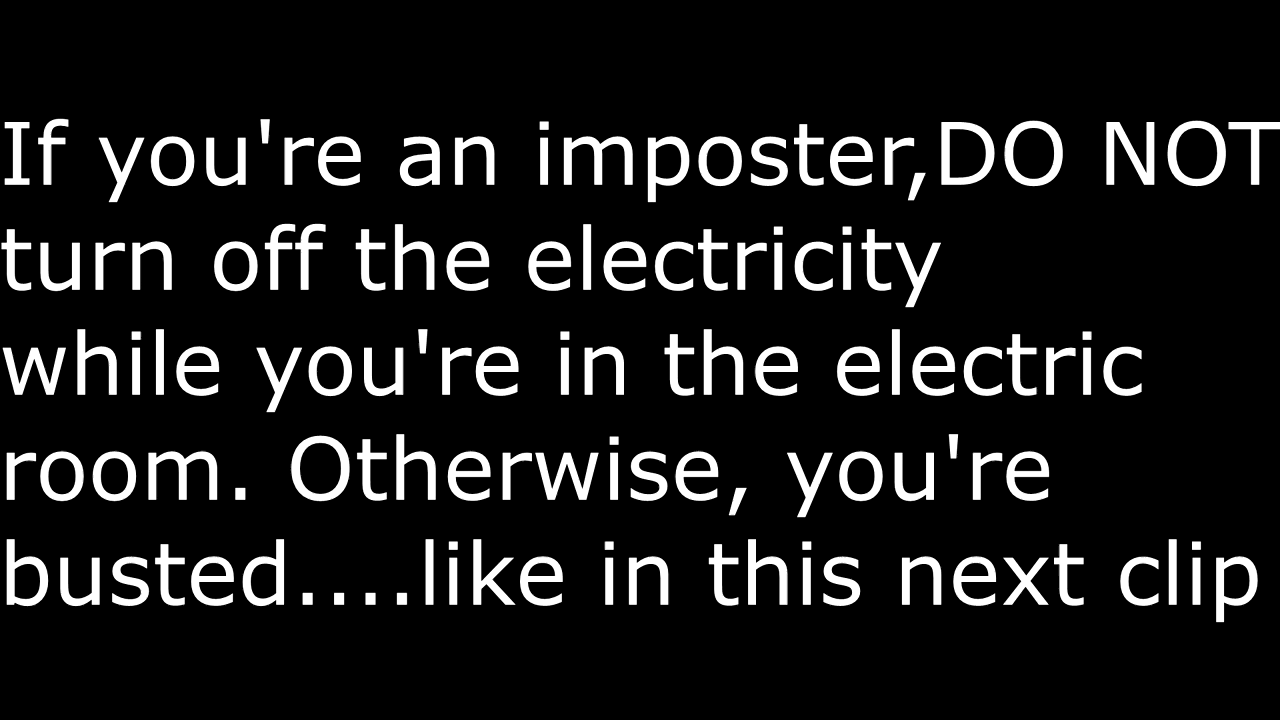 If you're an imposter,DO NOT
turn off the electricity
while you're in the electric
room. Otherwise, you're
busted....like in this next clip